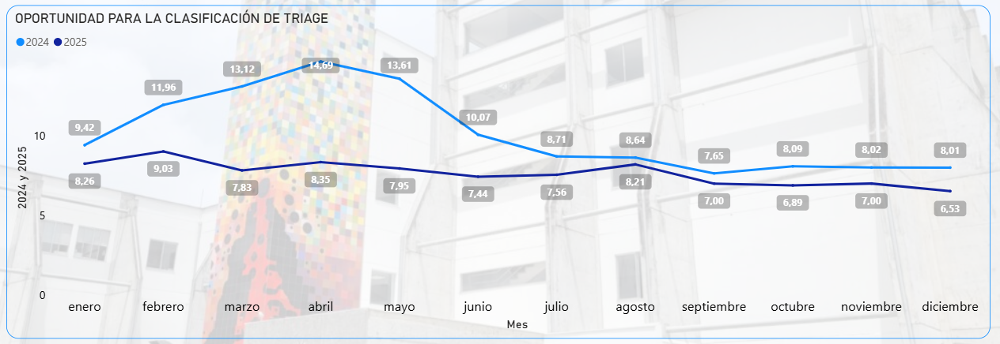 OPORTUNIDAD PARA LA CLASIFICACIÓN DE TRIAGE
2024 2025
14,69
13,12 13,61
11,96
10,07
9,42
10
8,71 8,64
7,65 8,09 8,02 8,01
8,26 9,03 7,83 8,35 7,95 7,44 7,56 8,21 7,00 6,89 7,00 6,53
2024 y 2025
5
0
enero febrero marzo abril mayo junio julio agosto septiembre octubre noviembre diciembre
Mes